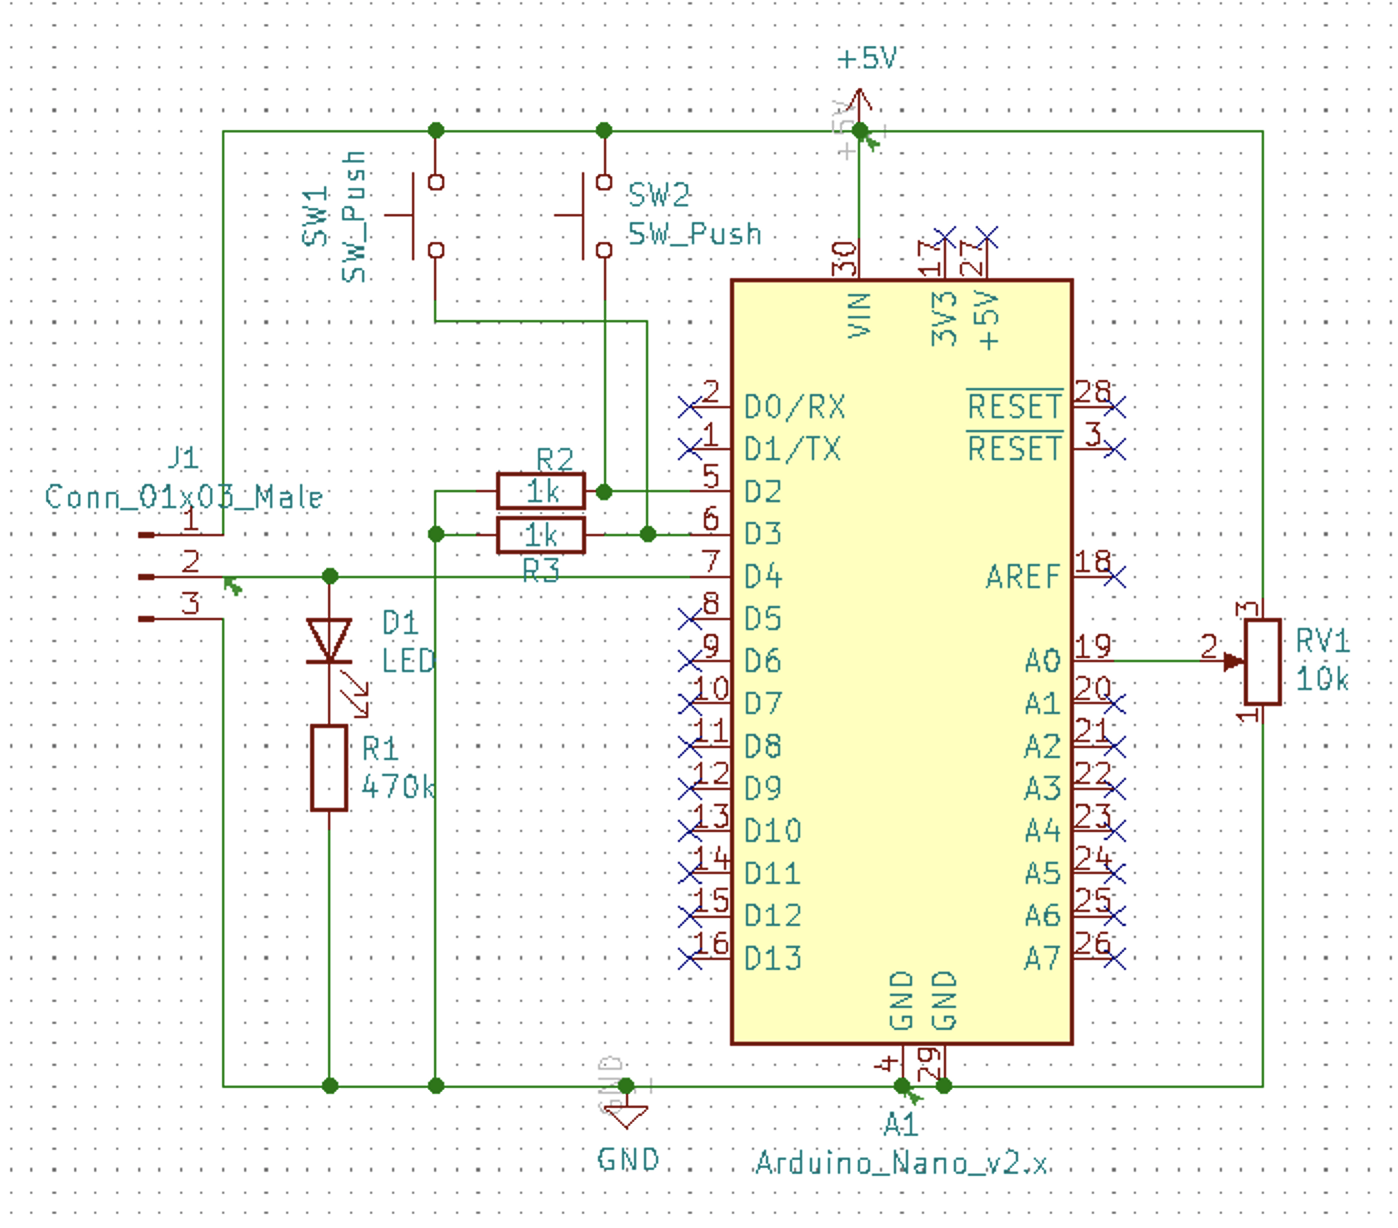 +5V
+5V
1
SW1
SW_Push
SW2
SW_Push
30
17
27
VIN
3V3
+5V
2
D0/RX
RESET
28
1
D1/TX
RESET
3
J1
Conn_01x03_Male
R2
1k
5
D2
1
1k
R3
6
D3
2
7
D4
AREF
18
3
8
D5
3
D1
LED
9
D6
A0
19
2
RV1
10k
10
D7
A1
20
1
R1
470k
11
D8
A2
21
12
D9
A3
22
13
D10
A4
23
14
D11
A5
24
15
D12
A6
25
16
D13
A7
26
GND
GND
4
29
GND
1
GND
A1
Arduino_Nano_v2.x